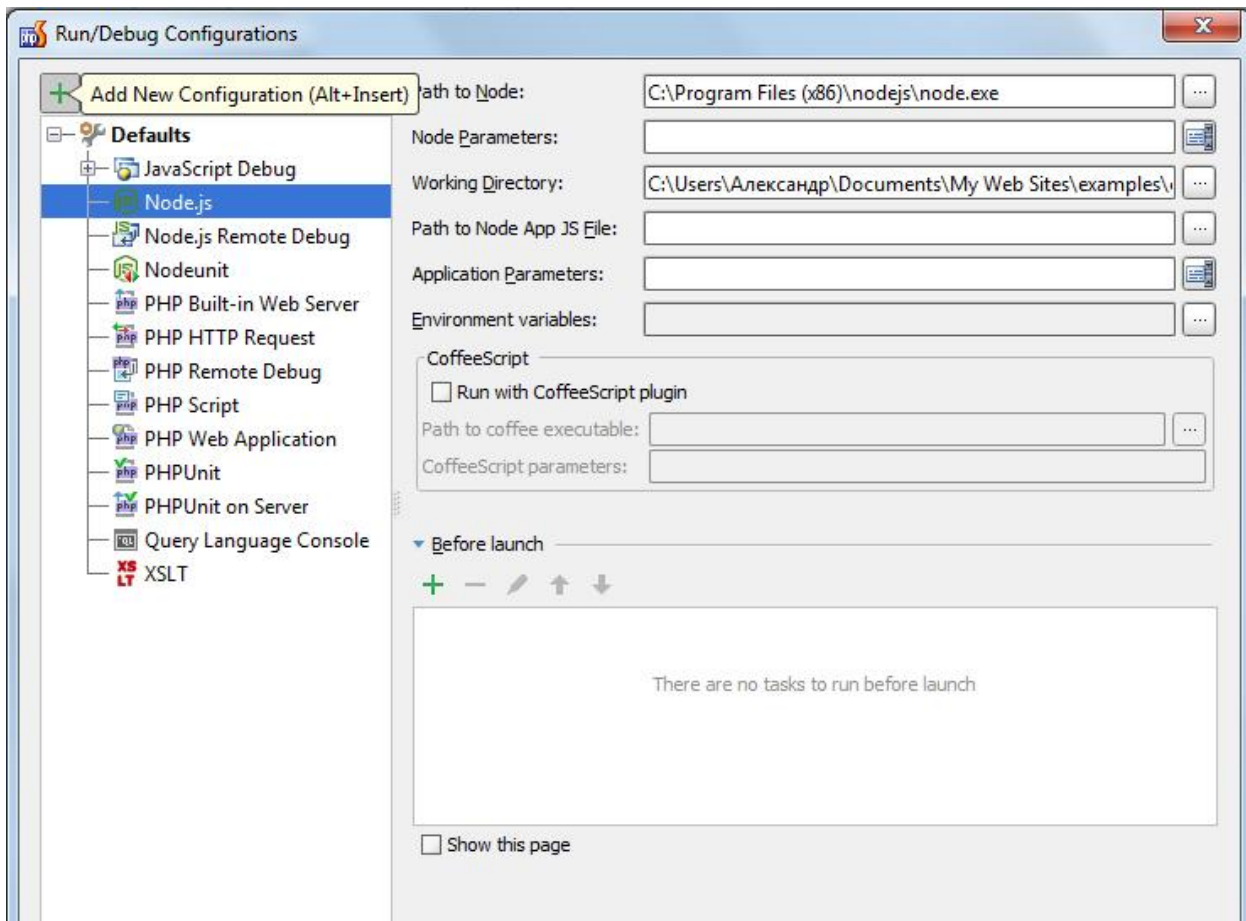 Run/Debug Configurations
Add New Configuration (Alt+Insert)
Path to Node: C:\Program Files (x86)\nodejs\node.exe
Defaults
Node Parameters:
JavaScript Debug
Working Directory: C:\Users\Александр\Documents\My Web Sites\examples\
Node.js
Path to Node App JS File:
Node.js Remote Debug
Nodeunit
Application Parameters:
PHP Built-in Web Server
Environment variables:
PHP HTTP Request
CoffeeScript
PHP Remote Debug
Run with CoffeeScript plugin
PHP Script
Path to coffee executable:
PHP Web Application
CoffeeScript parameters:
PHPUnit
PHPUnit on Server
Query Language Console
Before launch
XSLT
There are no tasks to run before launch
Show this page